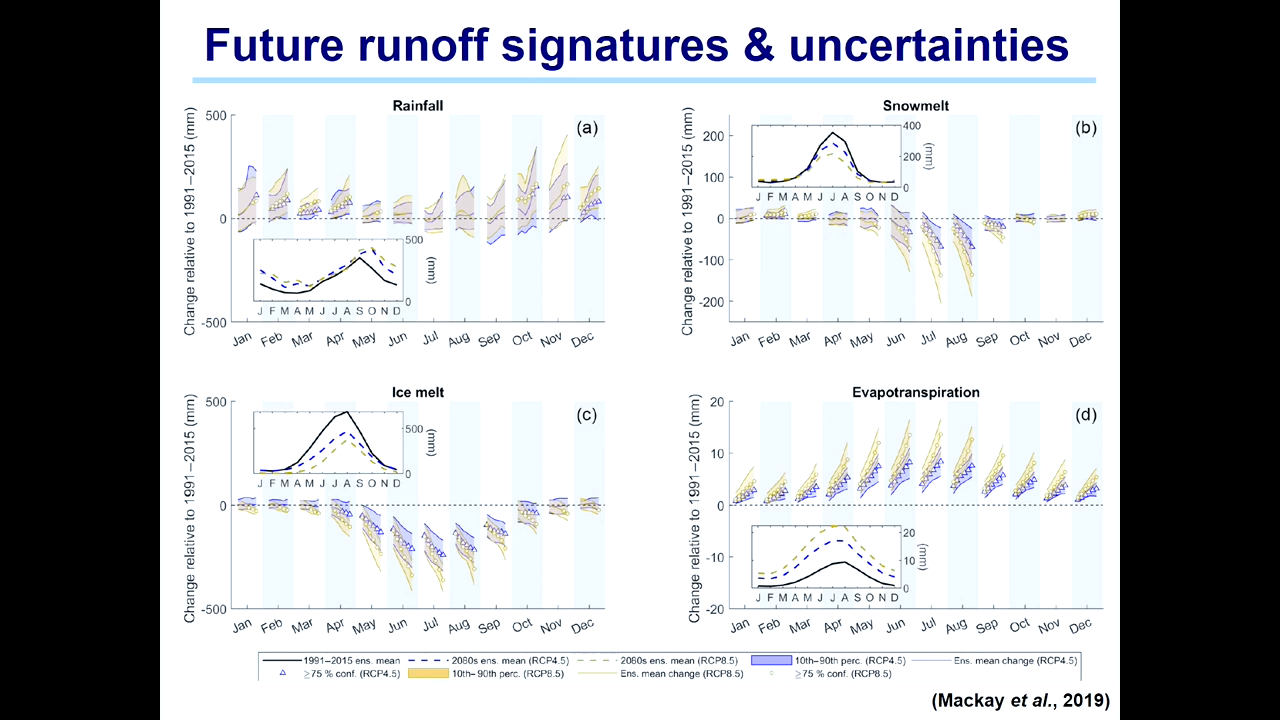 Future runoff signatures & uncertainties
Rainfall
(a)
Change relative to 1991–2015 (mm)
500
0
-500
500
0
(mm)
J F M A M J J A S O N D
Jan Feb Mar Apr May Jun Jul Aug Sep Oct Nov Dec
Snowmelt
(b)
Change relative to 1991–2015 (mm)
200
100
0
-100
-200
400
200
0
(mm)
J F M A M J J A S O N D
Jan Feb Mar Apr May Jun Jul Aug Sep Oct Nov Dec
Ice melt
(c)
Change relative to 1991–2015 (mm)
500
0
-500
500
0
(mm)
J F M A M J J A S O N D
Jan Feb Mar Apr May Jun Jul Aug Sep Oct Nov Dec
Evapotranspiration
(d)
Change relative to 1991–2015 (mm)
20
10
0
-10
-20
20
10
0
(mm)
J F M A M J J A S O N D
Jan Feb Mar Apr May Jun Jul Aug Sep Oct Nov Dec
1991–2015 ens. mean 2080s ens. mean (RCP4.5) 2080s ens. mean (RCP8.5) 10th–90th perc. (RCP4.5) Ens. mean change (RCP4.5)
≥75 % conf. (RCP4.5) 10th–90th perc. (RCP8.5) Ens. mean change (RCP8.5) ≥75 % conf. (RCP8.5)
(Mackay et al., 2019)